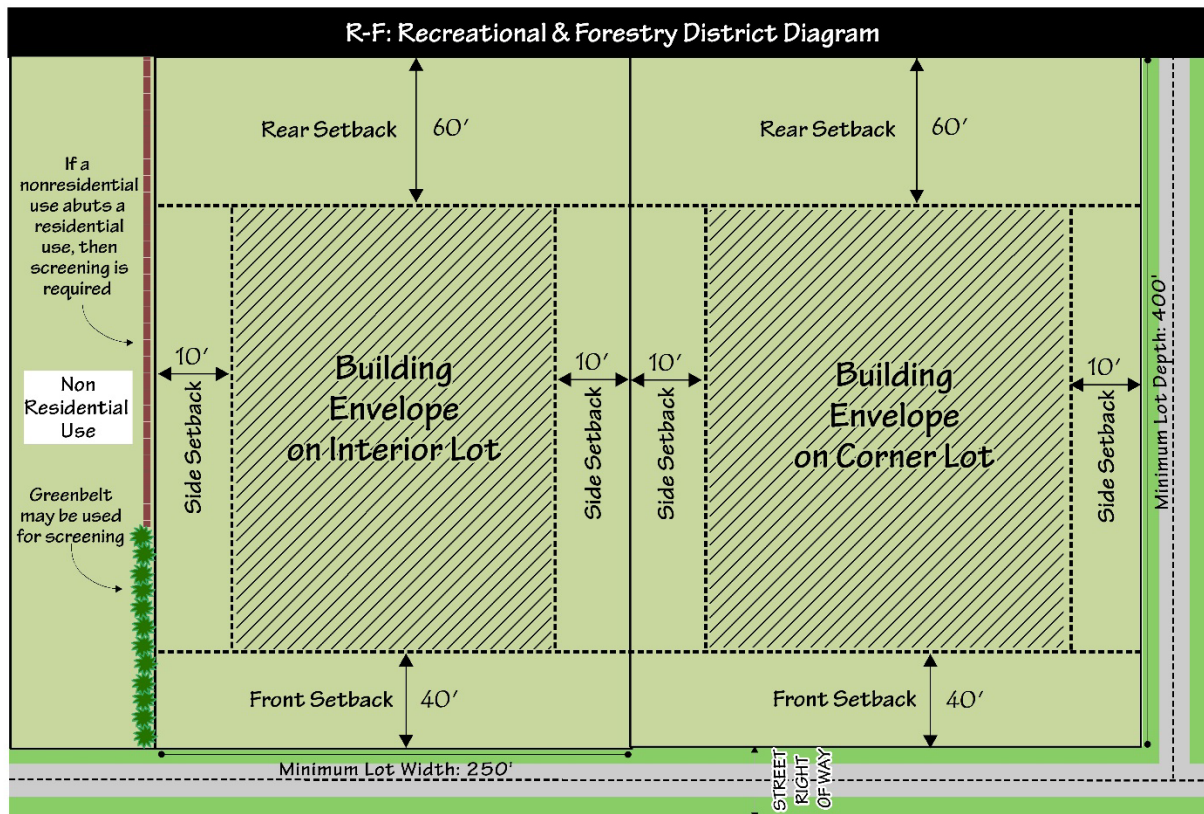 R-F: Recreational & Forestry District Diagram
Rear Setback
60'
Rear Setback
60'
If a
nonresidential
use abuts a
residential
use, then
screening is
required
10'
Side Setback
Building
Envelope
on Interior Lot
10'
Side Setback
10'
Side Setback
Building
Envelope
on Corner Lot
10'
Side Setback
Minimum Lot Depth: 400'
Non
Residential
Use
Greenbelt
may be used
for screening
Front Setback
40'
Front Setback
40'
Minimum Lot Width: 250'
STREET
RIGHT
OF WAY